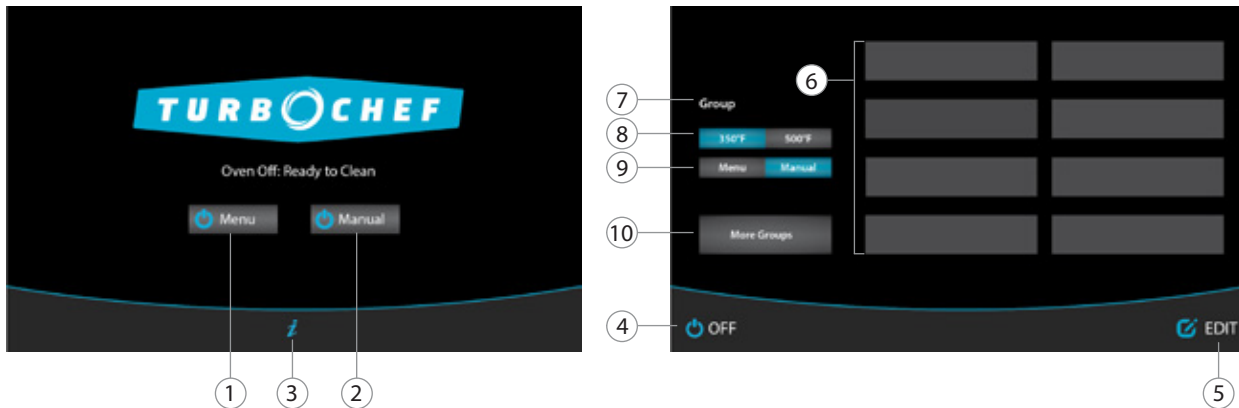 TURBOCHEF
Oven Off: Ready to Clean
Menu
Manual
i
1
3
2
6
7
Group
8
350°F
500°F
9
Menu
Manual
10
More Groups
4
OFF
EDIT
5